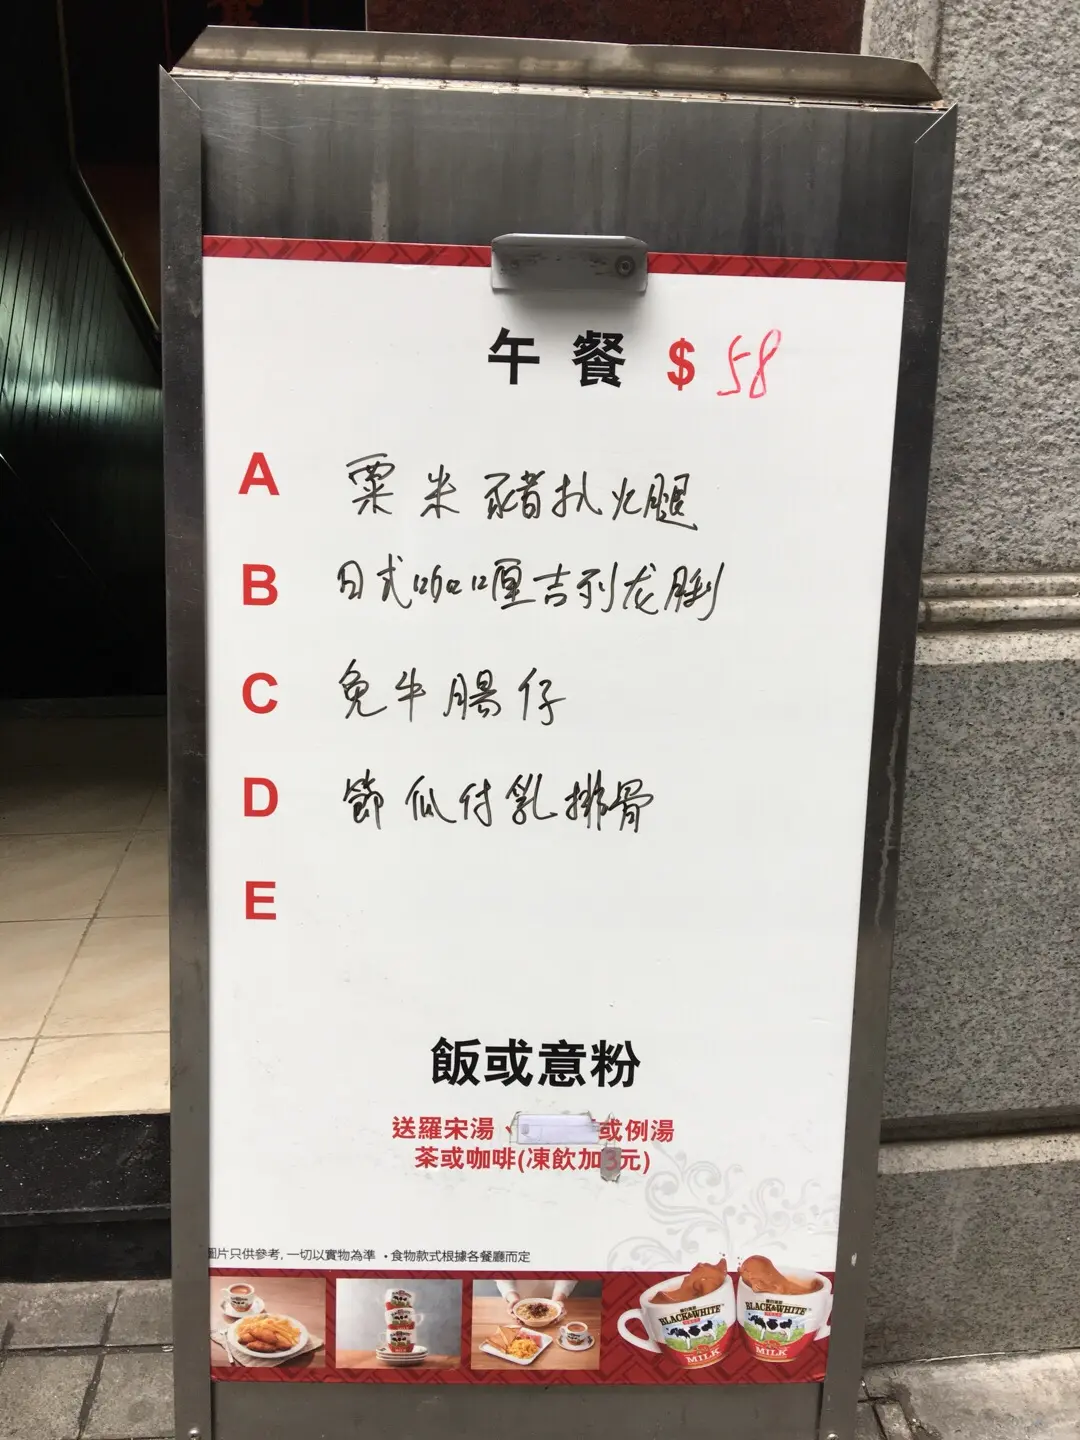 午餐 $ 58
A 粟米豬扒火腿
B 日式咖喱吉列龙脷
C 免牛腸仔
D 節瓜付乳排骨
E
飯或意粉
送羅宋湯、 或例湯
茶或咖啡(凍飲加3元)
圖片只供參考, 一切以實物為準 •食物款式根據各餐廳而定
BLACK&WHITE BLACK&WHITE
MILK MILK